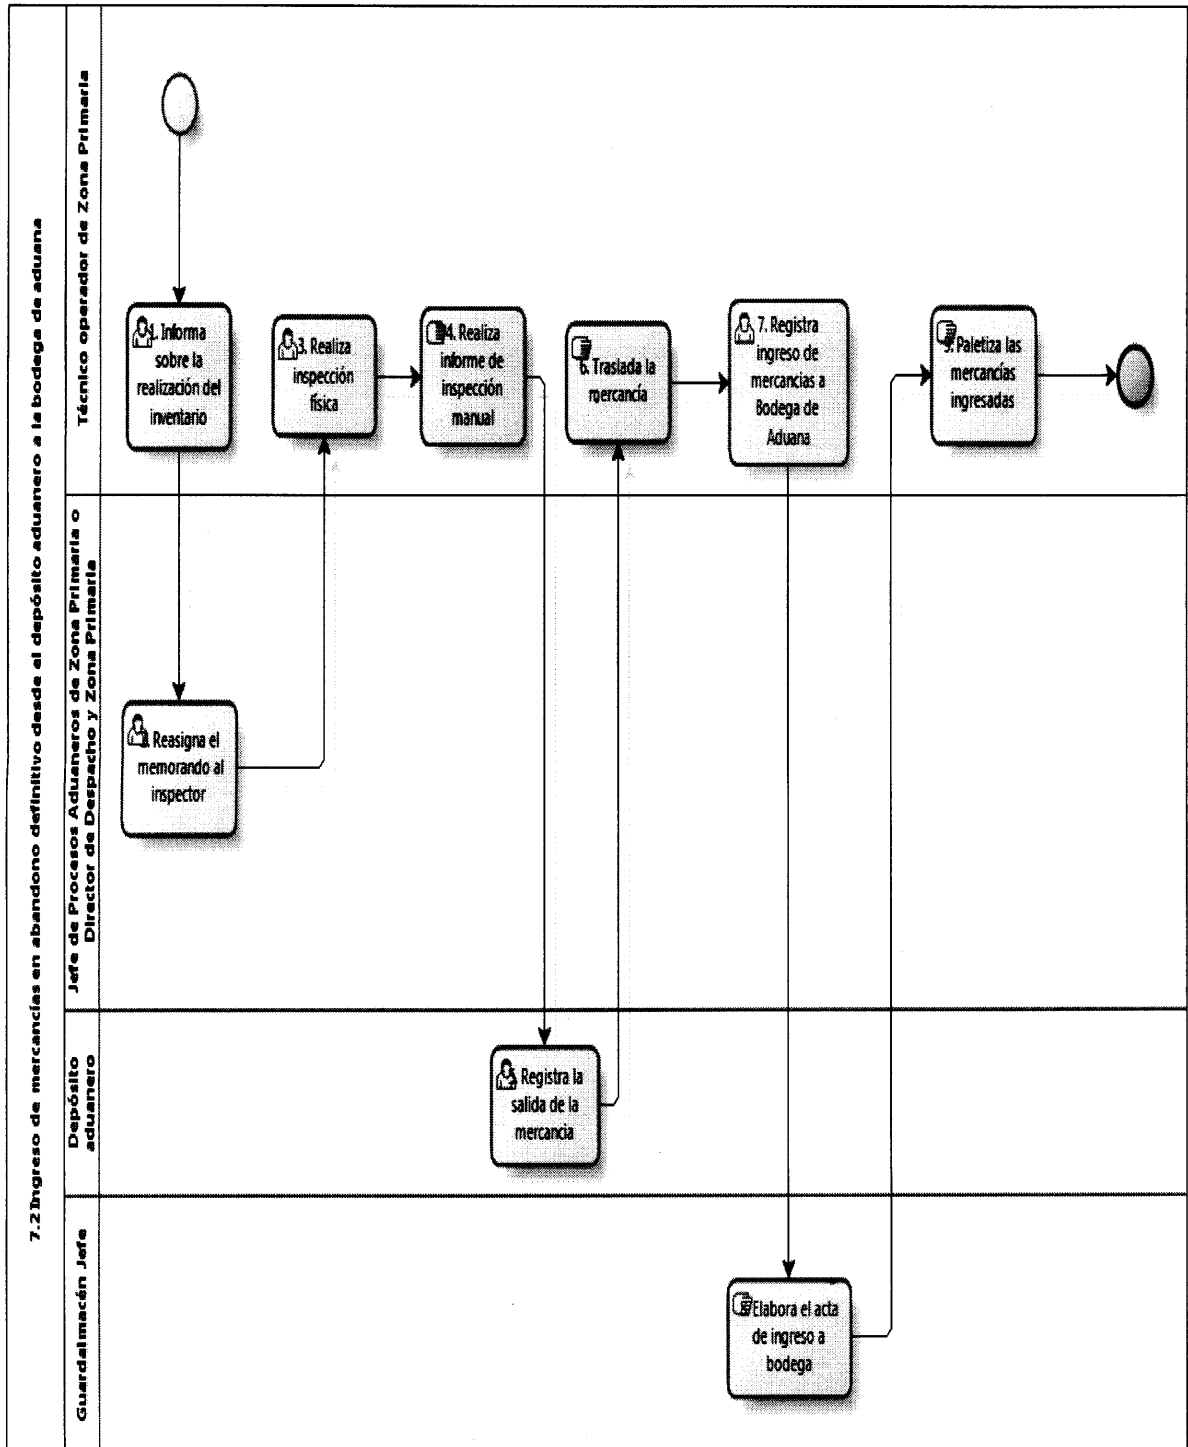 7.2Ingreso de mercancías en abandono definitivo desde el depósito aduanero a la bodega de aduana
Técnico operador de Zona Primaria
1. Informa
sobre la
realización del
inventario
3. Realiza
inspección
física
4. Realiza
informe de
inspección
manual
6. Traslada la
mercancía
7. Registra
ingreso de
mercancias a
Bodega de
Aduana
Paletiza las
mercancías
ingresadas
Jefe de Procesos Aduaneros de Zona Primaria o
Director de Despacho y Zona Primaria
Reasigna el
memorando al
inspector
Depósito
aduanero
Registra la
salida de la
mercancia
Guardalmacén Jefe
Elabora el acta
de ingreso a
bodega